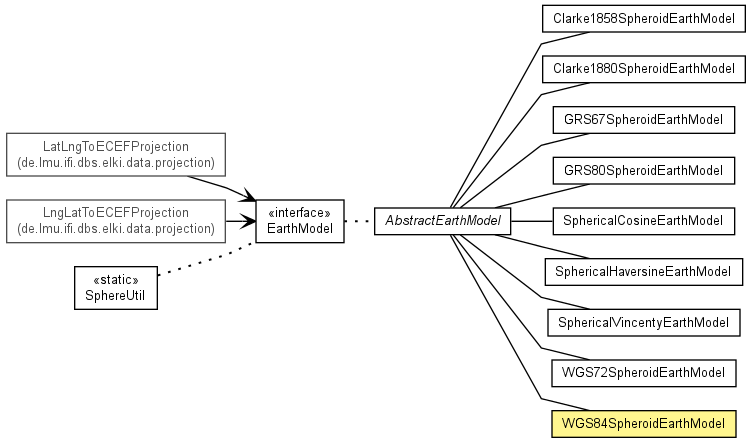 Clarke1858SpheroidEarthModel
Clarke1880SpheroidEarthModel
GRS67SpheroidEarthModel
LatLngToECEFProjection
(de.lmu.ifi.dbs.elki.data.projection)
GRS80SpheroidEarthModel
LngLatToECEFProjection
(de.lmu.ifi.dbs.elki.data.projection)
«interface»
EarthModel
AbstractEarthModel
SphericalCosineEarthModel
SphericalHaversineEarthModel
«static»
SphereUtil
SphericalVincentyEarthModel
WGS72SpheroidEarthModel
WGS84SpheroidEarthModel